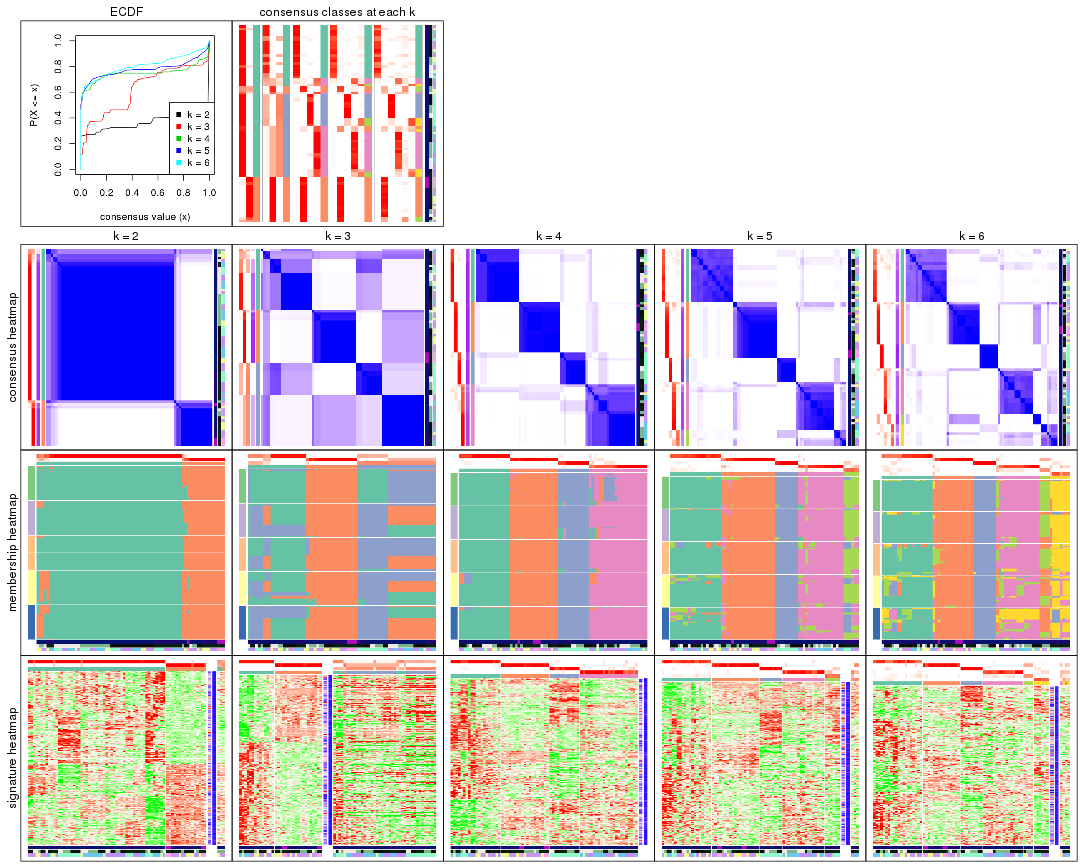 ECDF
consensus classes at each k
P(X <= x)
1.0
0.8
0.6
0.4
0.2
0.0
k = 2
k = 3
k = 4
k = 5
k = 6
0.0 0.2 0.4 0.6 0.8 1.0
consensus value (x)
k = 2
k = 3
k = 4
k = 5
k = 6
consensus heatmap
membership heatmap
signature heatmap